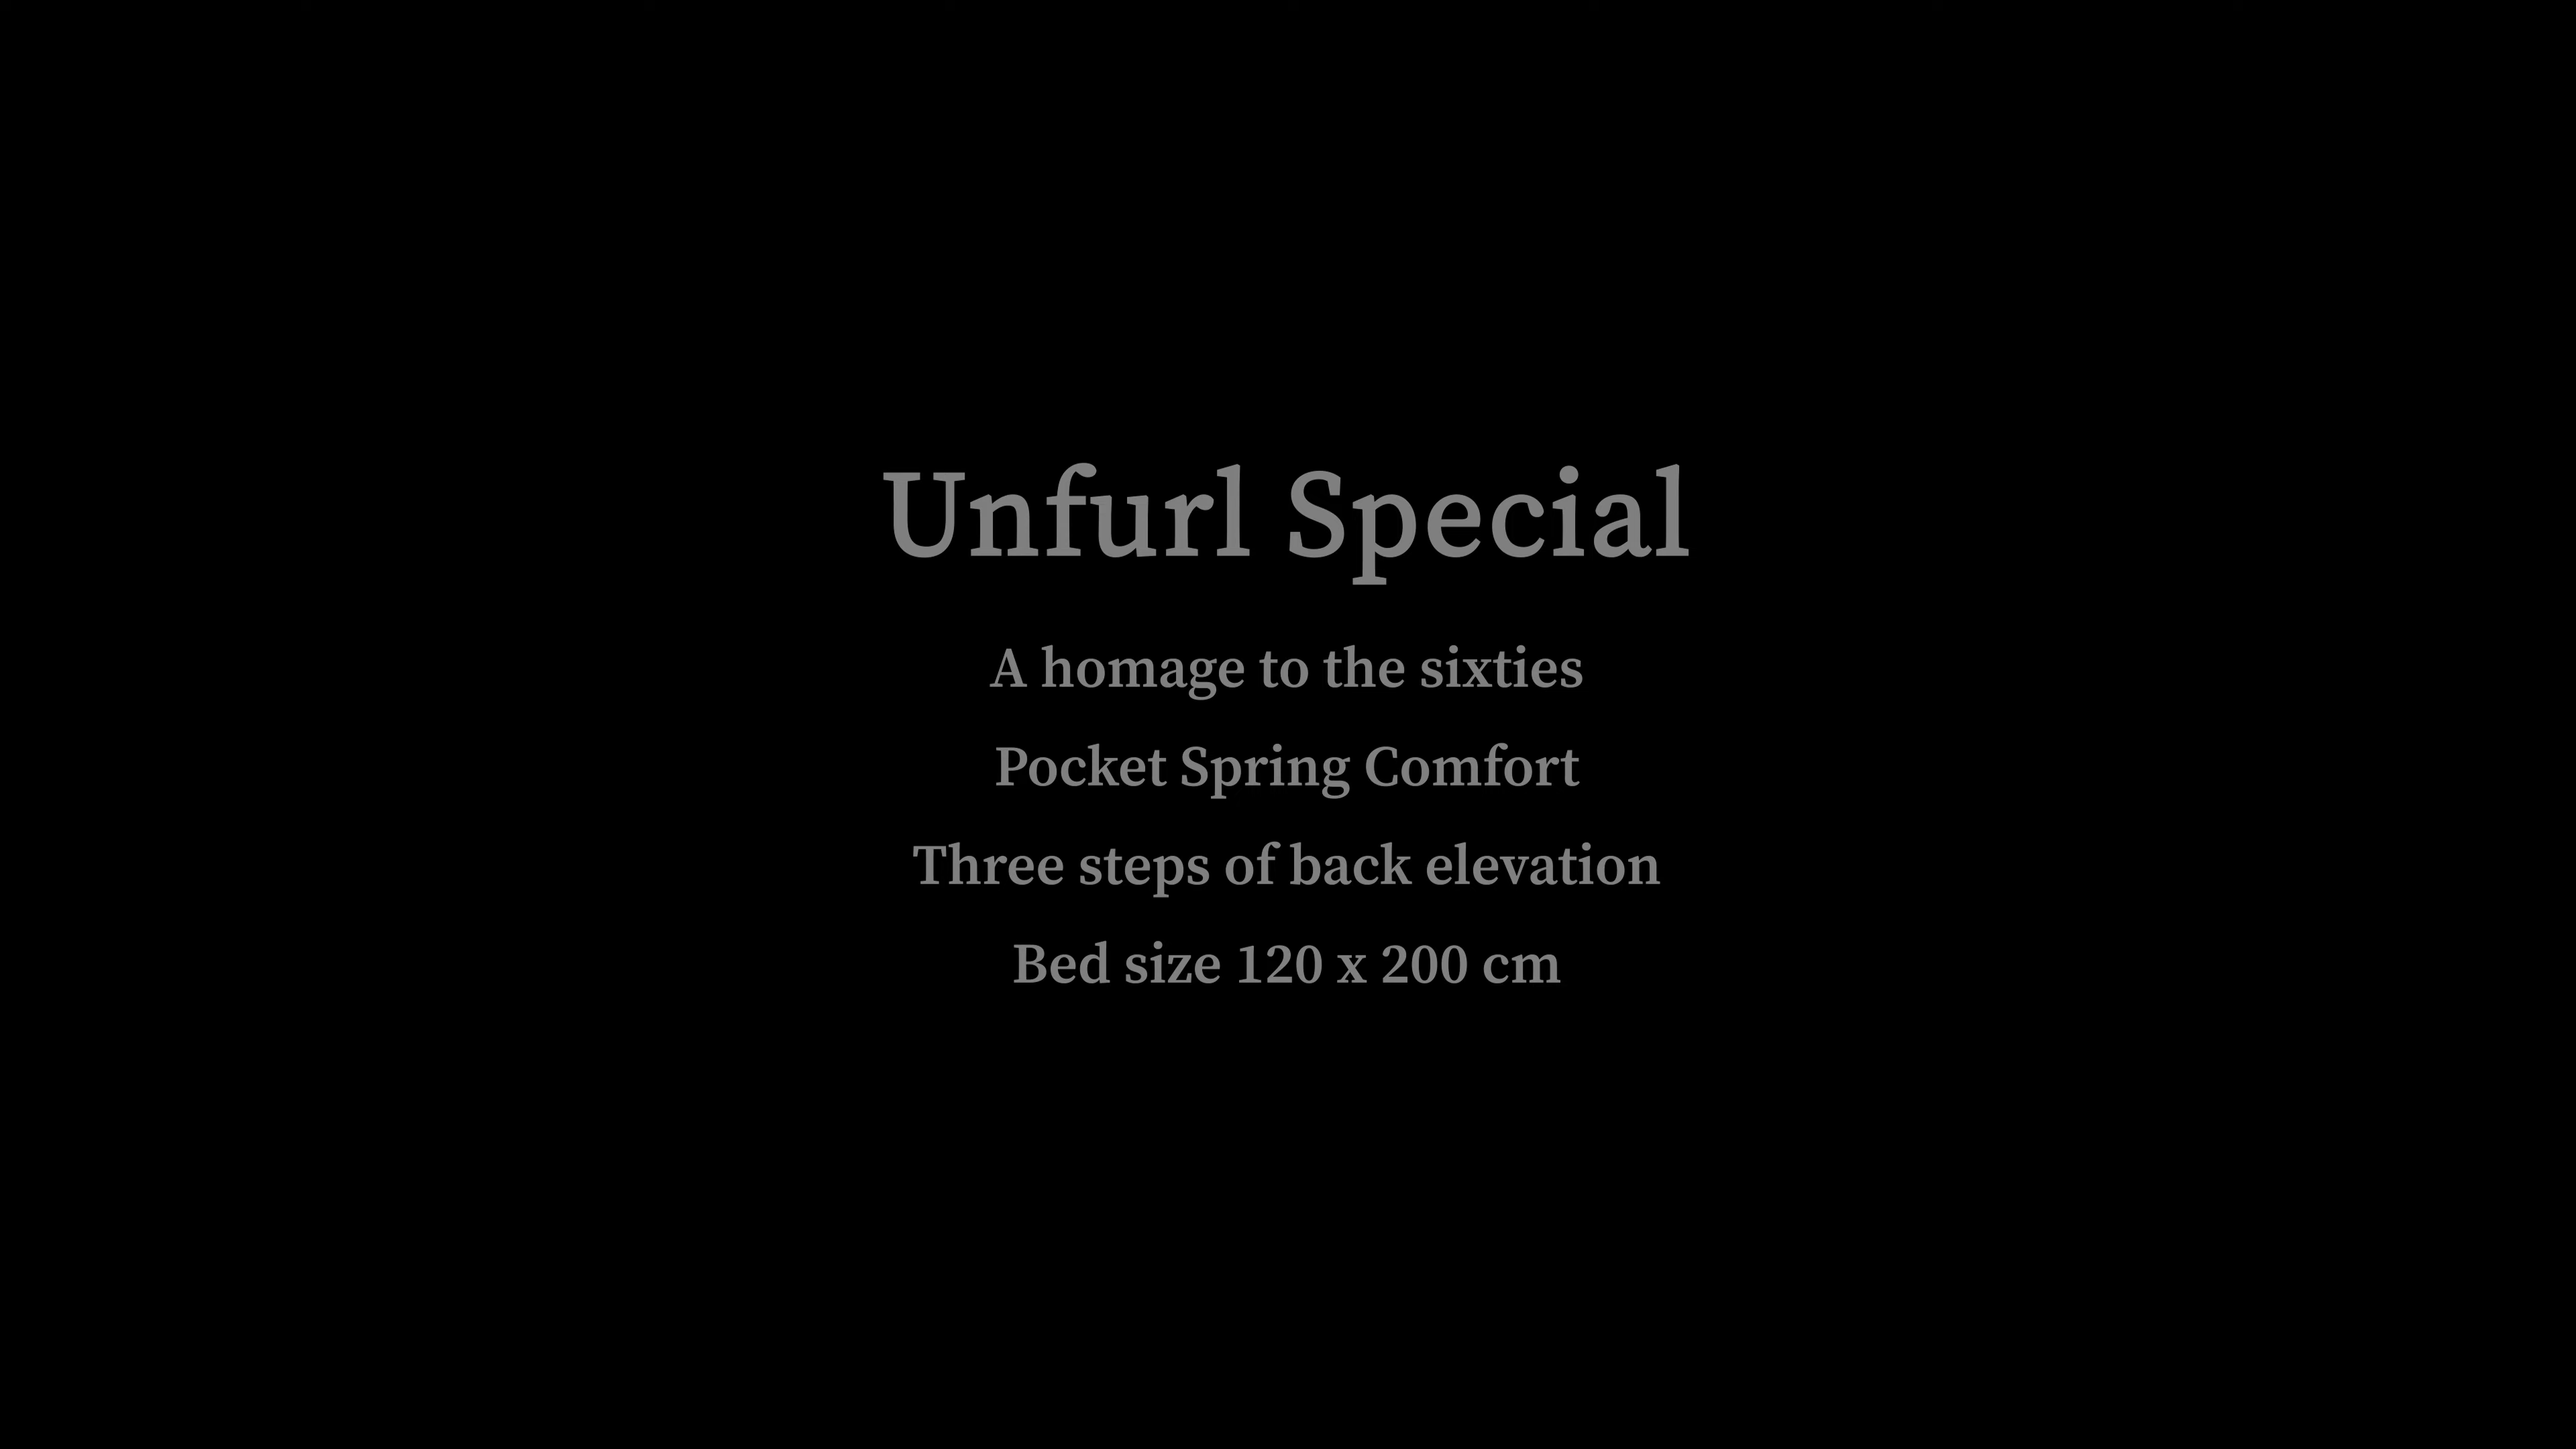 Unfurl Special
A homage to the sixties
Pocket Spring Comfort
Three steps of back elevation
Bed size 120 x 200 cm